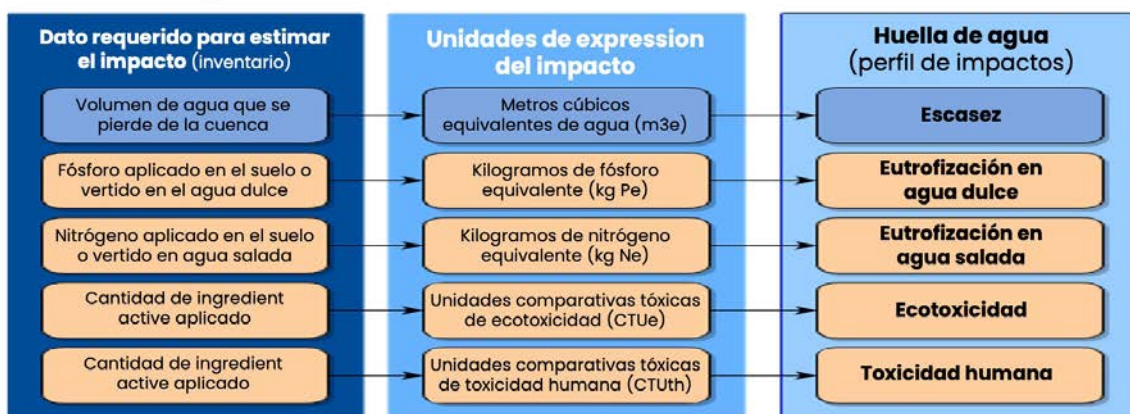 Dato requerido para estimar
el impacto (inventario)
Unidades de expression
del impacto
Huella de agua
(perfil de impactos)
Volumen de agua que se
pierde de la cuenca
Metros cúbicos
equivalentes de agua (m3e)
Escasez
Fósforo aplicado en el suelo o
vertido en el agua dulce
Kilogramos de fósforo
equivalente (kg Pe)
Eutrofización en
agua dulce
Nitrógeno aplicado en el suelo
o vertido en agua salada
Kilogramos de nitrógeno
equivalente (kg Ne)
Eutrofización en
agua salada
Cantidad de ingredient
active aplicado
Unidades comparativas tóxicas
de ecotoxicidad (CTUe)
Ecotoxicidad
Cantidad de ingredient
active aplicado
Unidades comparativas tóxicas
de toxicidad humana (CTUth)
Toxicidad humana